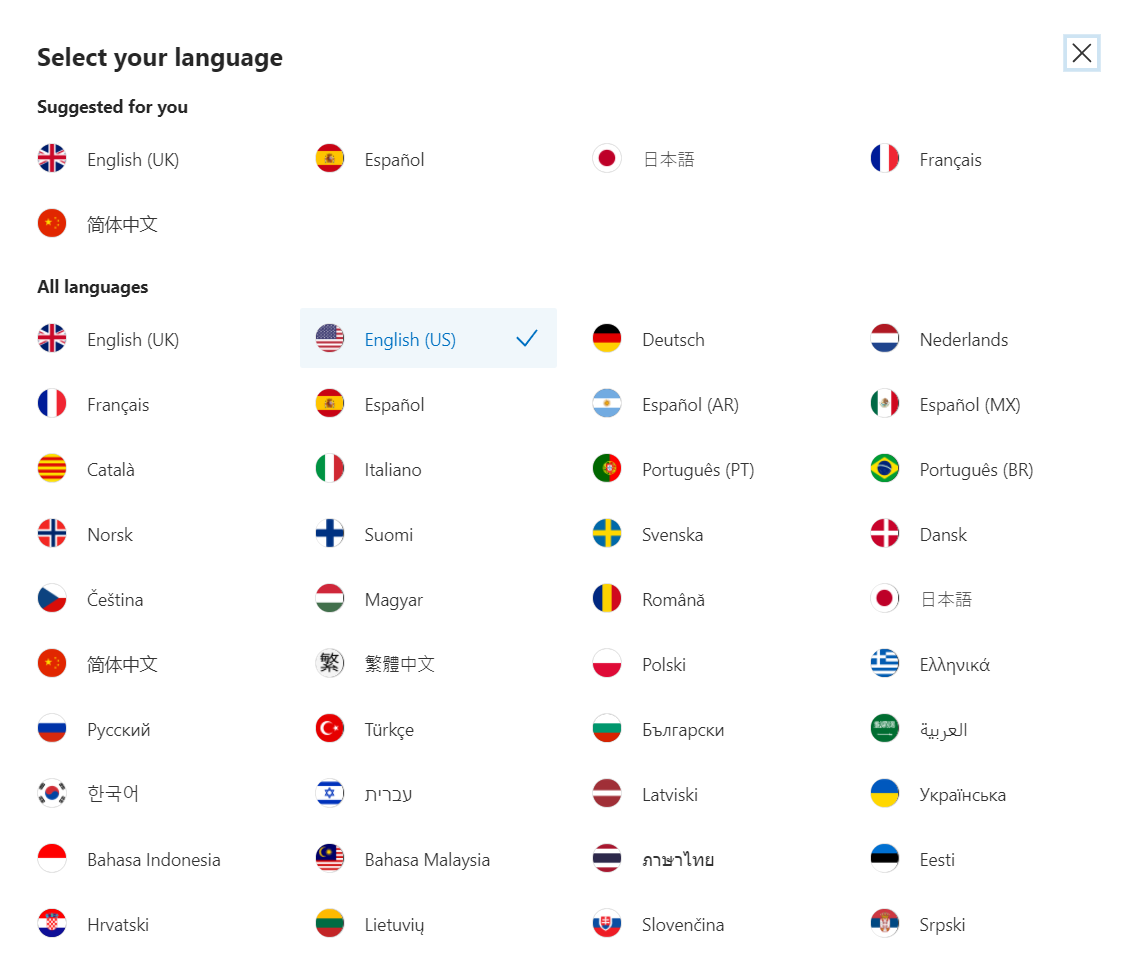 Select your language
Suggested for you
English (UK)
Español
日本語
Français
简体中文
All languages
English (UK)
English (US)
Deutsch
Nederlands
Français
Español
Español (AR)
Español (MX)
Català
Italiano
Português (PT)
Português (BR)
Norsk
Suomi
Svenska
Dansk
Čeština
Magyar
Română
日本語
简体中文
繁
繁體中文
Polski
Ελληνικά
Русский
Türkçe
Български
العربية
한국어
עברית
Latviski
Українська
Bahasa Indonesia
Bahasa Malaysia
ภาษาไทย
Eesti
Hrvatski
Lietuvių
Slovenčina
Srpski